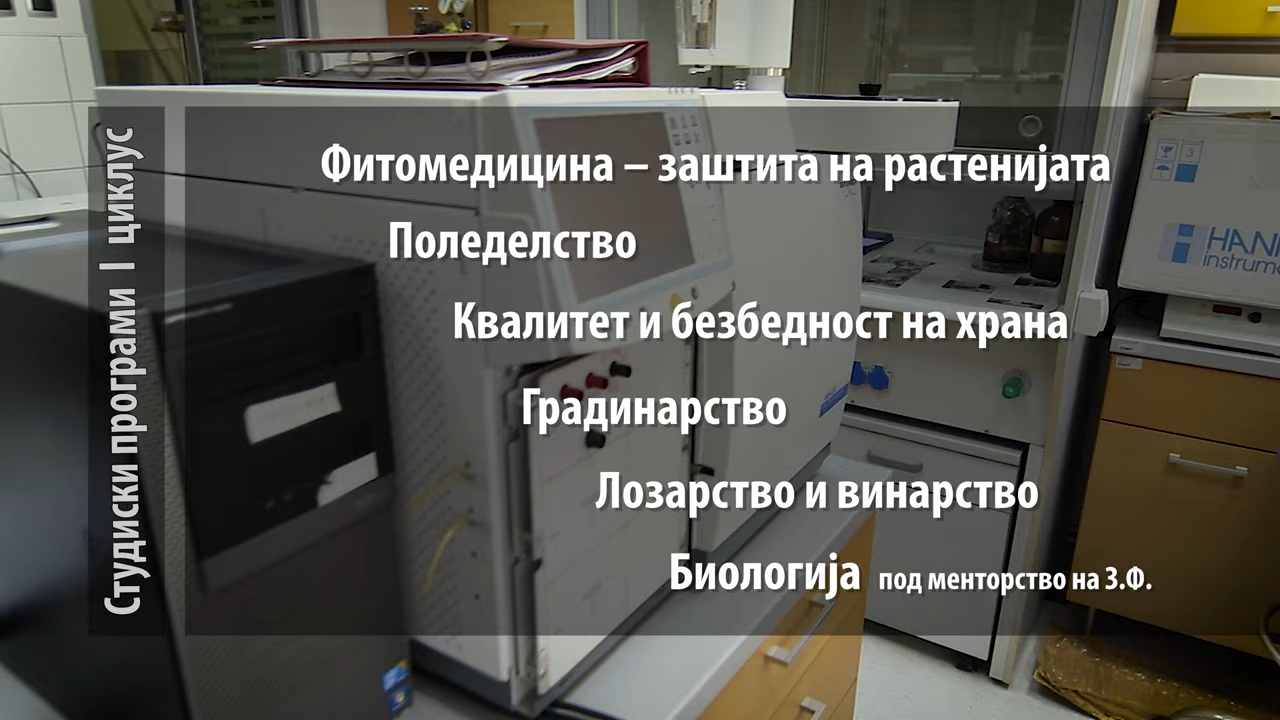 Студиски програми I циклус
Фитомедицина – заштита на растенијата
Поледелство
Квалитет и безбедност на храна
Градинарство
Лозарство и винарство
Биологија под менторство на З.Ф.
HAN
instrum